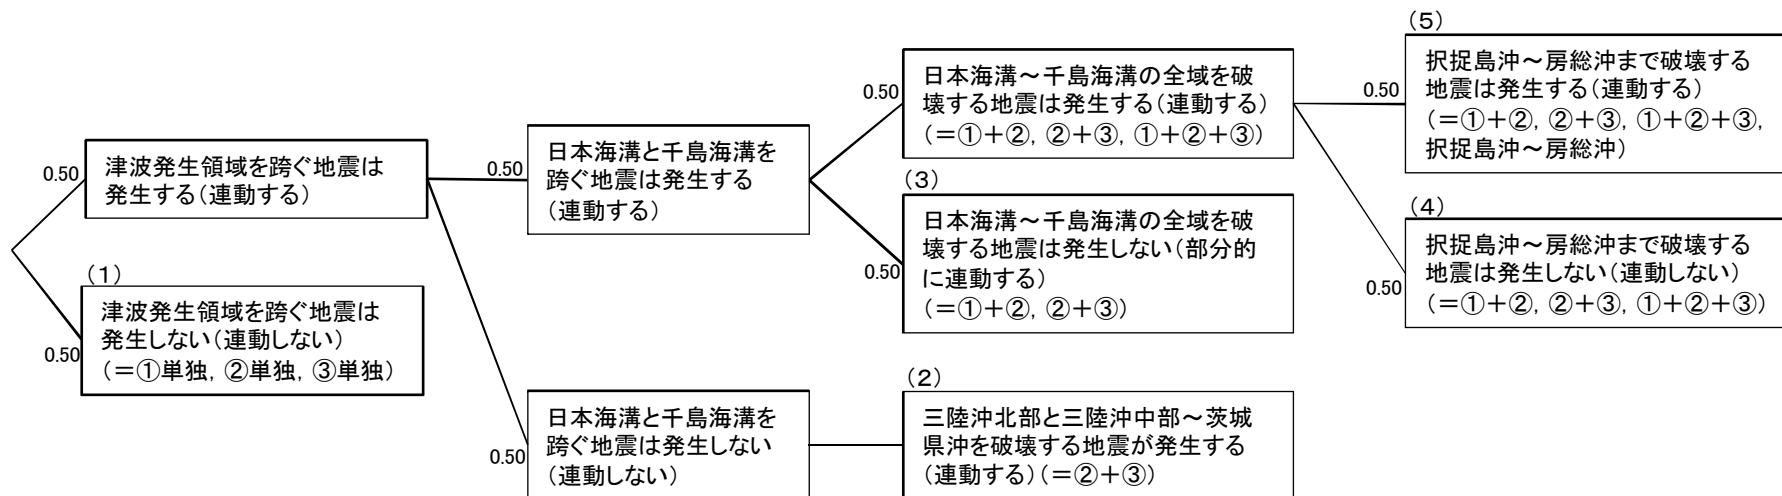 0.50
津波発生領域を跨ぐ地震は
発生する(連動する)
0.50
(1)
津波発生領域を跨ぐ地震は
発生しない(連動しない)
(=①単独, ②単独, ③単独)
0.50
日本海溝と千島海溝を
跨ぐ地震は発生する
(連動する)
0.50
日本海溝と千島海溝を
跨ぐ地震は発生しない
(連動しない)
0.50
日本海溝~千島海溝の全域を破
壊する地震は発生する(連動する)
(=①+②, ②+③, ①+②+③)
0.50
(3)
日本海溝~千島海溝の全域を破
壊する地震は発生しない(部分的
に連動する)
(=①+②, ②+③)
(2)
三陸沖北部と三陸沖中部~茨城
県沖を破壊する地震が発生する
(連動する)(=②+③)
0.50
(5)
択捉島沖~房総沖まで破壊する
地震は発生する(連動する)
(=①+②, ②+③, ①+②+③,
択捉島沖~房総沖)
0.50
(4)
択捉島沖~房総沖まで破壊する
地震は発生しない(連動しない)
(=①+②, ②+③, ①+②+③)